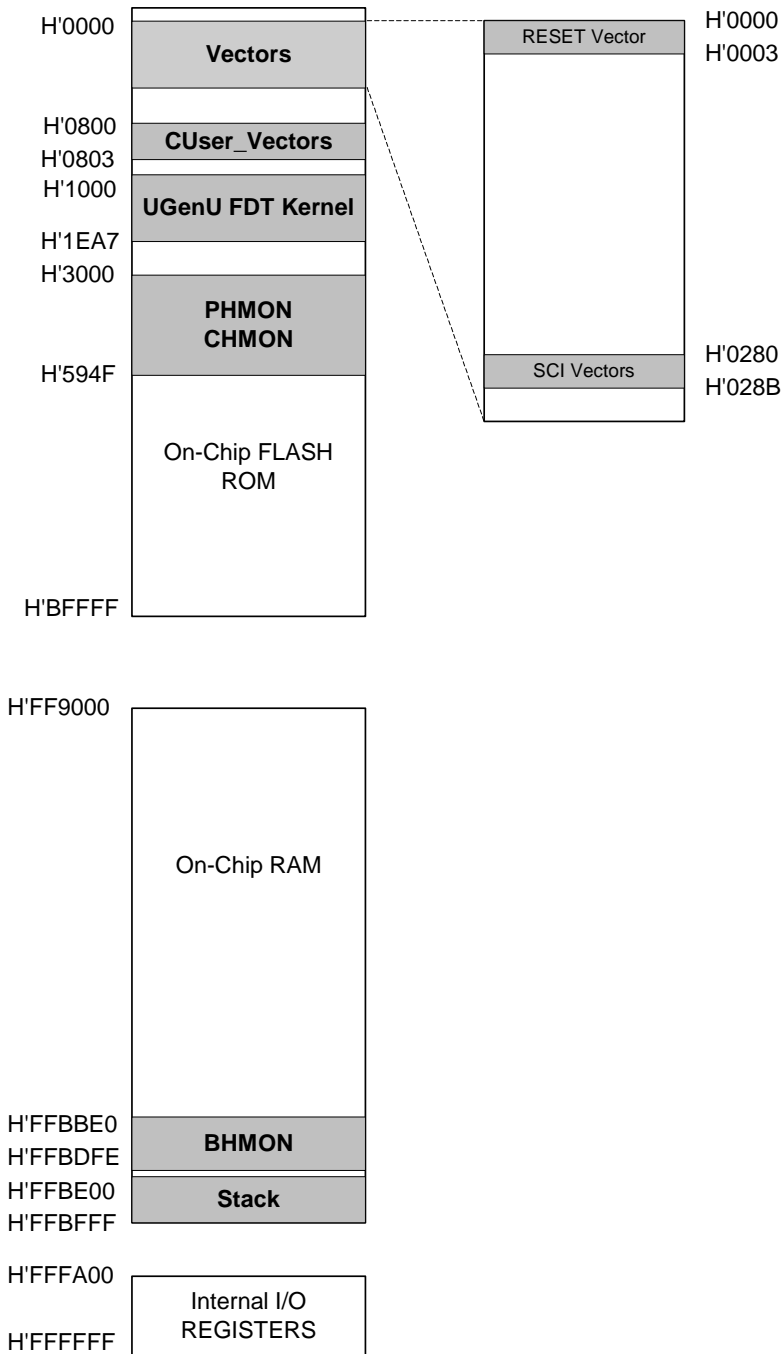 H'0000
Vectors
H'0800
CUser_Vectors
H'0803
H'1000
UGenU FDT Kernel
H'1EA7
H'3000
PHMON
CHMON
H'594F
On-Chip FLASH
ROM
H'BFFFF
H'0000
RESET Vector
H'0003
H'0280
SCI Vectors
H'028B
H'FF9000
On-Chip RAM
H'FFBBE0
BHMON
H'FFBDFE
H'FFBE00
Stack
H'FFBFFF
H'FFFA00
Internal I/O
REGISTERS
H'FFFFFF